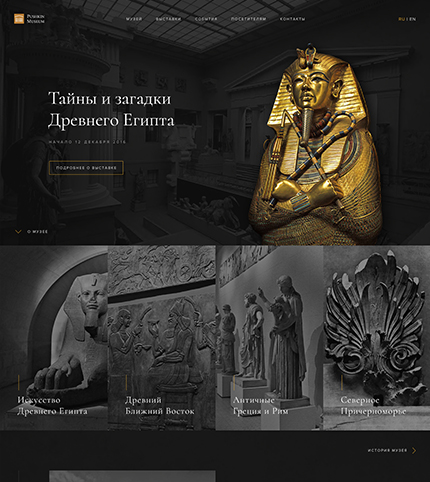 Pushkin
Museum
МУЗЕЙ ВЫСТАВКИ СОБЫТИЯ ПОСЕТИТЕЛЯМ КОНТАКТЫ
RU | EN
Тайны и загадки
Древнего Египта
НАЧАЛО 12 ДЕКАБРЯ 2016
ПОДРОБНЕЕ О ВЫСТАВКЕ
О МУЗЕЕ
Искусство
Древнего Египта
Древний
Ближний Восток
Античные
Греция и Рим
Северное
Причерноморье
ИСТОРИЯ МУЗЕЯ